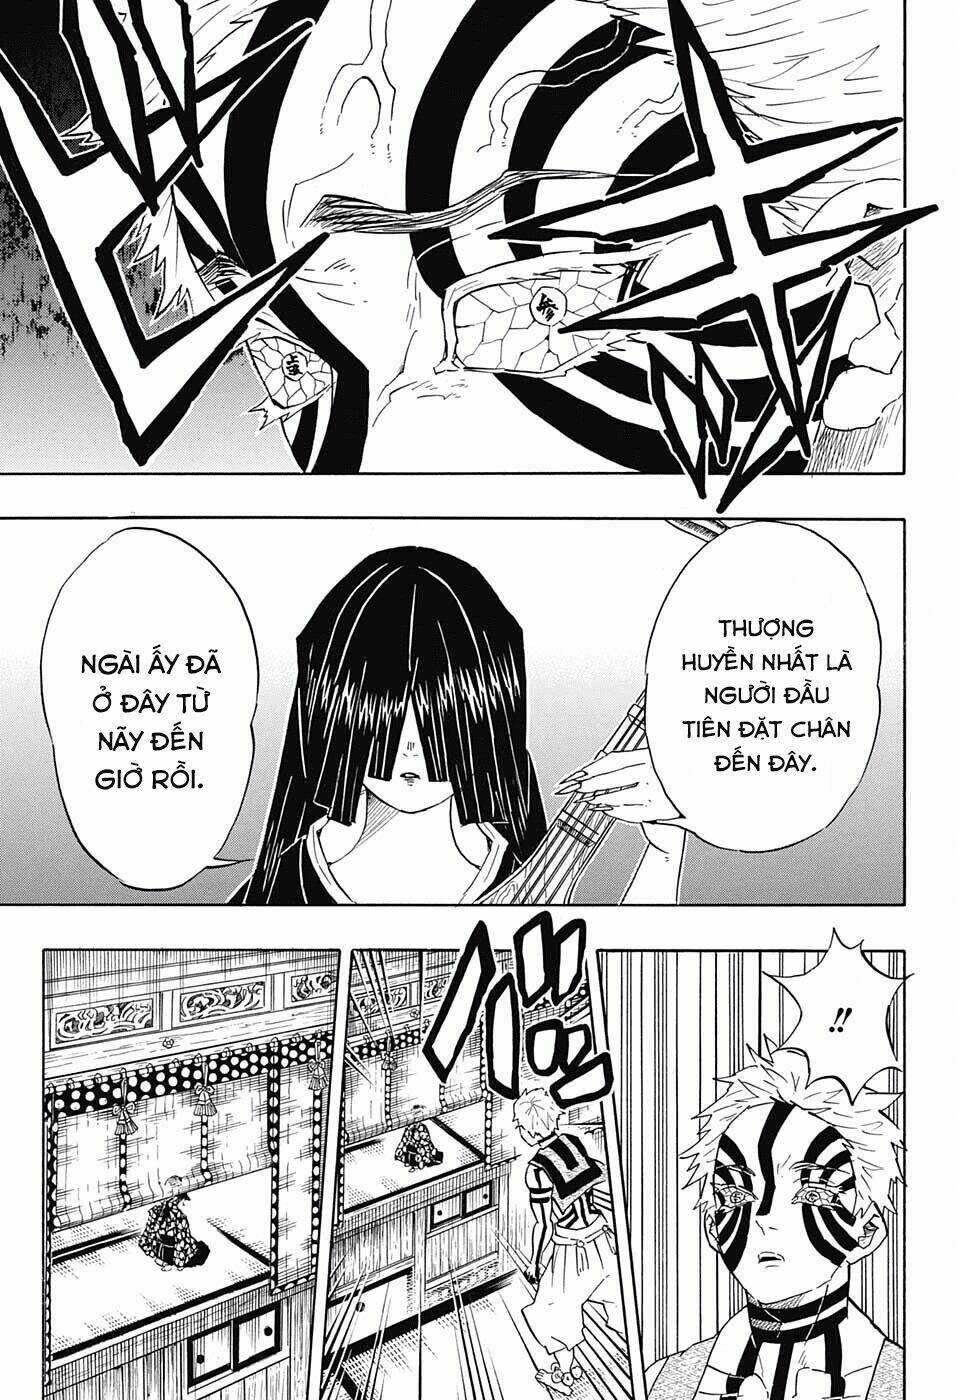 THƯỢNG
HUYỀN NHẤT LÀ
NGƯỜI ĐẦU
TIÊN ĐẶT CHÂN
ĐẾN ĐÂY.
NGÀI ẤY ĐÃ
Ở ĐÂY TỪ
NÃY ĐẾN
GIỜ RỒI.
!!